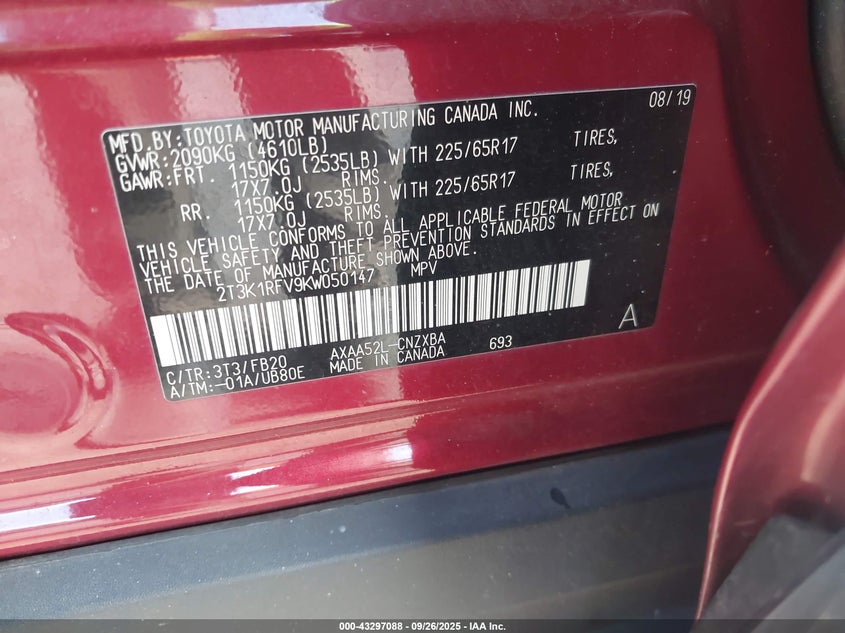 MFD.BY:TOYOTA MOTOR MANUFACTURING CANADA INC. 08/19
GVWR:2090KG (4610LB)
GAWR:FRT 1150KG (2535LB) WITH 225/65R17 TIRES,
17X7.0J RIMS
RR. 1150KG (2535LB) WITH 225/65R17 TIRES,
17X7.0J RIMS.
THIS VEHICLE CONFORMS TO ALL APPLICABLE FEDERAL MOTOR
VEHICLE SAFETY AND THEFT PREVENTION STANDARDS IN EFFECT ON
THE DATE OF MANUFACTURE SHOWN ABOVE.
2T3K1RFV9KW050147 MPV
A
C/TR:3T3/FB20 AXAA52L-CNZXBA 693
A/TM:-01A/UB80E MADE IN CANADA
000-43297088 - 09/26/2025 - IAA Inc.